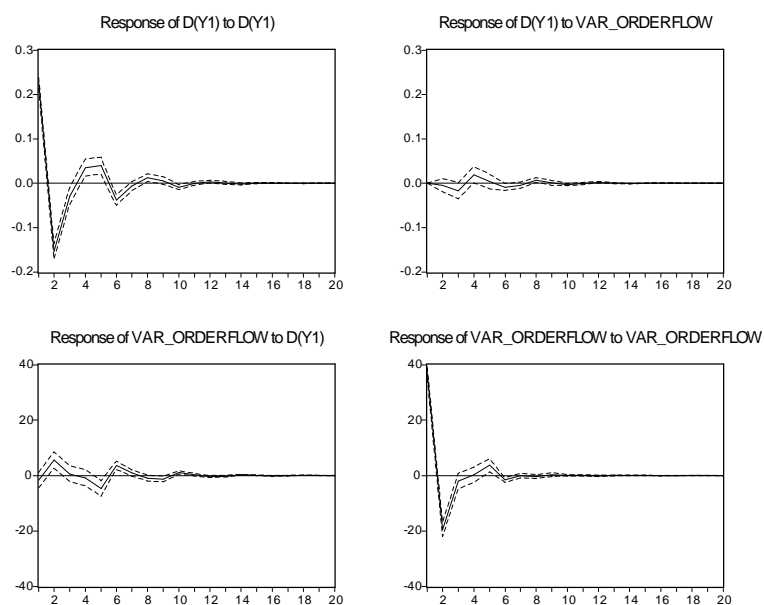 Response of D(Y1) to D(Y1)
0.3
0.2
0.1
0.0
-0.1
-0.2
2 4 6 8 10 12 14 16 18 20
Response of D(Y1) to VAR_ORDERFLOW
0.3
0.2
0.1
0.0
-0.1
-0.2
2 4 6 8 10 12 14 16 18 20
Response of VAR_ORDERFLOW to D(Y1)
40
20
0
-20
-40
2 4 6 8 10 12 14 16 18 20
Response of VAR_ORDERFLOW to VAR_ORDERFLOW
40
20
0
-20
-40
2 4 6 8 10 12 14 16 18 20